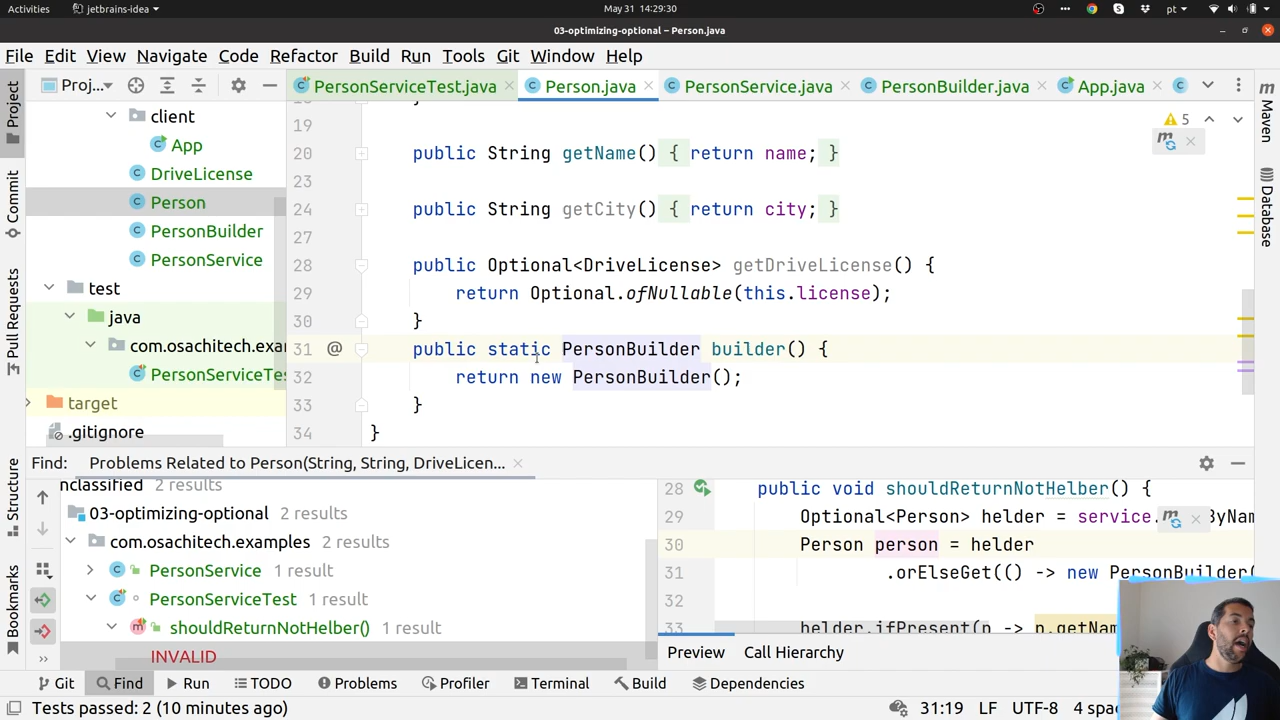 Activities jetbrains-idea May 31 14:29:30 pt
03-optimizing-optional – Person.java
File Edit View Navigate Code Refactor Build Run Tools Git Window Help
Project Proj... PersonServiceTest.java Person.java PersonService.java PersonBuilder.java App.java Maven
client
App
DriveLicense
Person
PersonBuilder
PersonService
test
java
com.osachitech.exar
PersonServiceTes
target
.gitignore
Commit
Pull Requests
Structure
Bookmarks
Database
5
19
20 public String getName() { return name; }
23
24 public String getCity() { return city; }
27
28 public Optional<DriveLicense> getDriveLicense() {
29 return Optional.ofNullable(this.license);
30 }
31 @ public static PersonBuilder builder() {
32 return new PersonBuilder();
33 }
34 }
Find: Problems Related to Person(String, String, DriveLicen...
nclassified 2 results
03-optimizing-optional 2 results
com.osachitech.examples 2 results
PersonService 1 result
PersonServiceTest 1 result
shouldReturnNotHelber() 1 result
INVALID
28 public void shouldReturnNotHelber() {
29 Optional<Person> helder = service. ByNam
30 Person person = helder
31 .orElseGet(() -> new PersonBuilder(
32
33 helder.ifPresent(p -> p.getNam
Preview Call Hierarchy
Git Find Run TODO Problems Profiler Terminal Build Dependencies
Tests passed: 2 (10 minutes ago) 31:19 LF UTF-8 4 spac